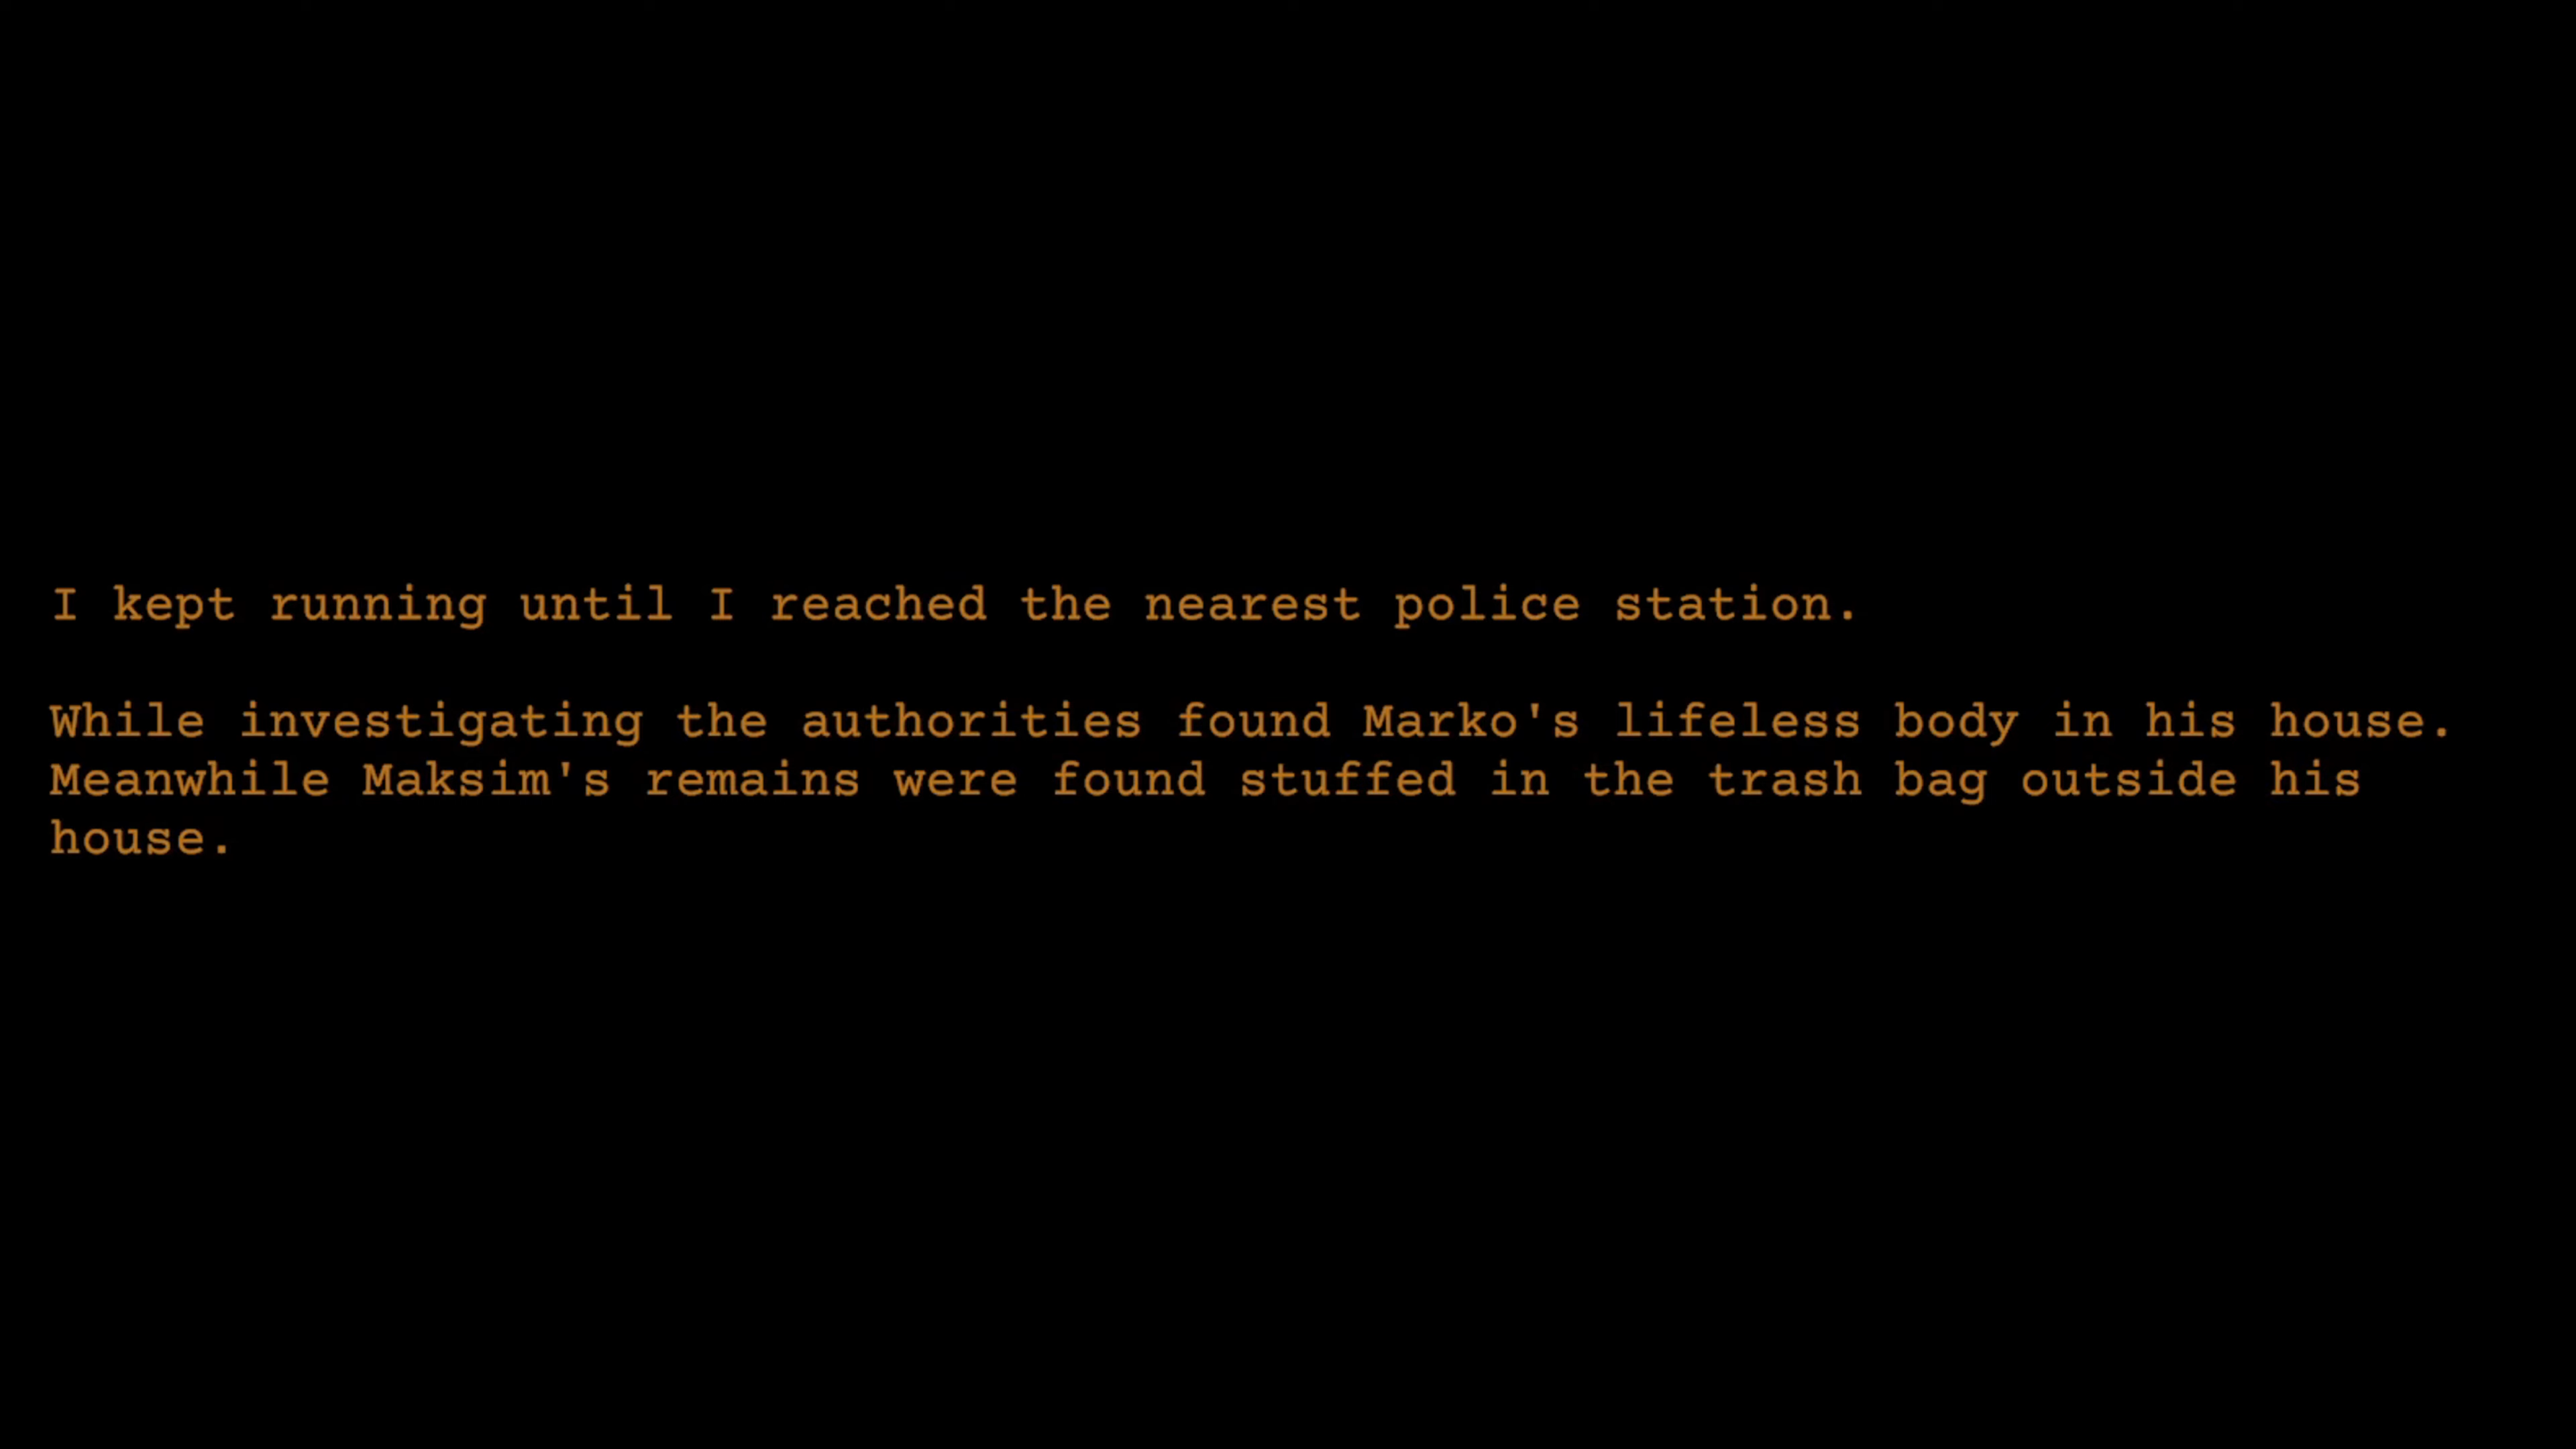 I kept running until I reached the nearest police station.
While investigating the authorities found Marko's lifeless body in his house.
Meanwhile Maksim's remains were found stuffed in the trash bag outside his
house.